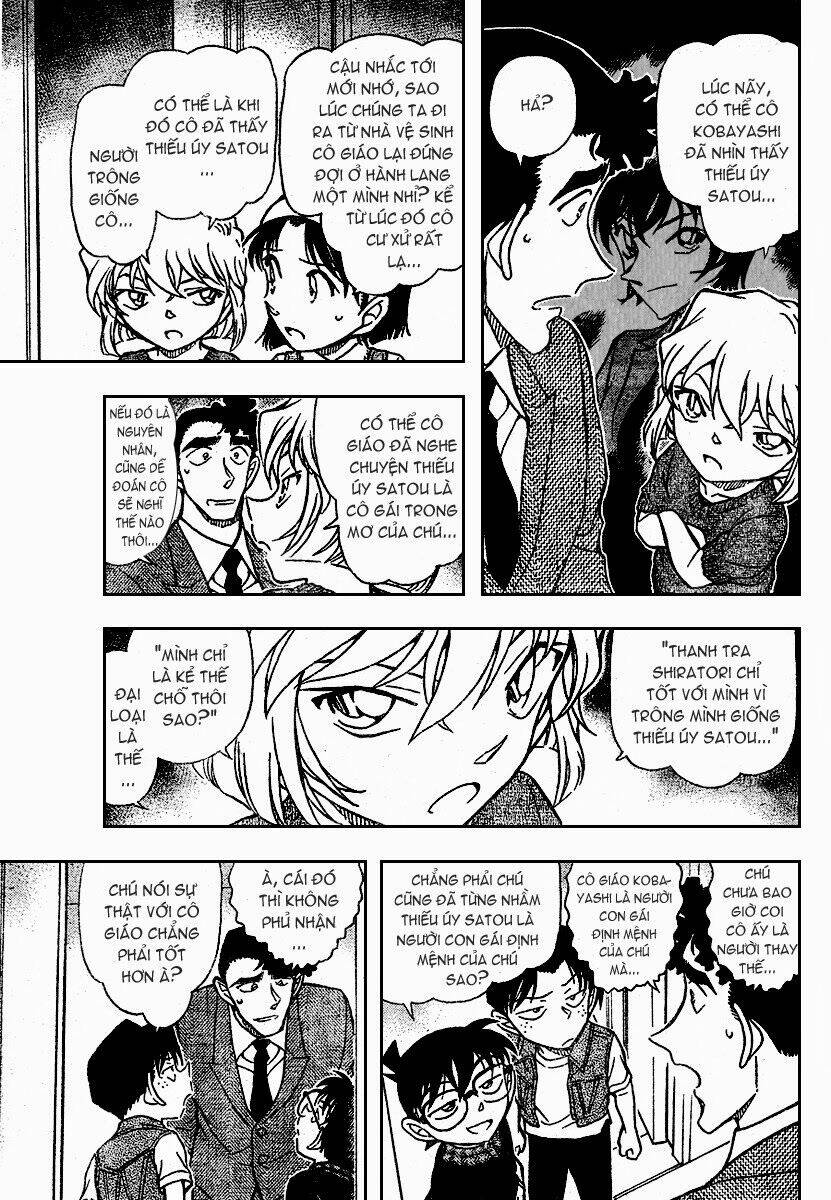 LÚC NÃY,
CÓ THỂ CÔ
KOBAYASHI
ĐÃ NHÌN THẤY
THIẾU ÚY
SATOU...
HẢ?
CẬU NHẮC TỚI
MỚI NHỚ, SAO
LÚC CHÚNG TA ĐI
RA TỪ NHÀ VỆ SINH
CÔ GIÁO LẠI ĐỨNG
ĐỢI Ở HÀNH LANG
MỘT MÌNH NHỈ? KỂ
TỪ LÚC ĐÓ CÔ
CƯ XỬ RẤT
LẠ...
CÓ THỂ LÀ KHI
ĐÓ CÔ ĐÃ THẤY
THIẾU ÚY SATOU
...
NGƯỜI
TRÔNG
GIỐNG
CÔ...
CÓ THỂ CÔ
GIÁO ĐÃ NGHE
CHUYỆN THIẾU
ÚY SATOU LÀ
CÔ GÁI TRONG
MƠ CỦA CHÚ,
NẾU ĐÓ LÀ
NGUYÊN
NHÂN,
CŨNG DỄ
ĐOÁN CÔ
SẼ NGHĨ
THẾ NÀO
THÔI...
"THANH TRA
SHIRATORI CHỈ
TỐT VỚI MÌNH VÌ
TRÔNG MÌNH GIỐNG
THIẾU ÚY SATOU..."
"MÌNH CHỈ
LÀ KẺ THẾ
CHỖ THÔI
SAO?"
ĐẠI
LOẠI
LÀ
THẾ
...
CHÚ
CHƯA BAO
GIỜ COI
CÔ ẤY LÀ
NGƯỜI THAY
THẾ...
CÔ GIÁO KOBA-
YASHI LÀ NGƯỜI
CON GÁI
ĐỊNH MỆNH
CỦA CHÚ
MÀ...
CHẲNG PHẢI CHÚ
CŨNG ĐÃ TỪNG NHẦM
THIẾU ÚY SATOU LÀ
NGƯỜI CON GÁI ĐỊNH
MỆNH CỦA CHÚ
SAO?
À, CÁI ĐÓ
THÌ KHÔNG
PHỦ NHẬN
...
CHÚ NÓI SỰ
THẬT VỚI CÔ
GIÁO CHẲNG
PHẢI TỐT
HƠN À?